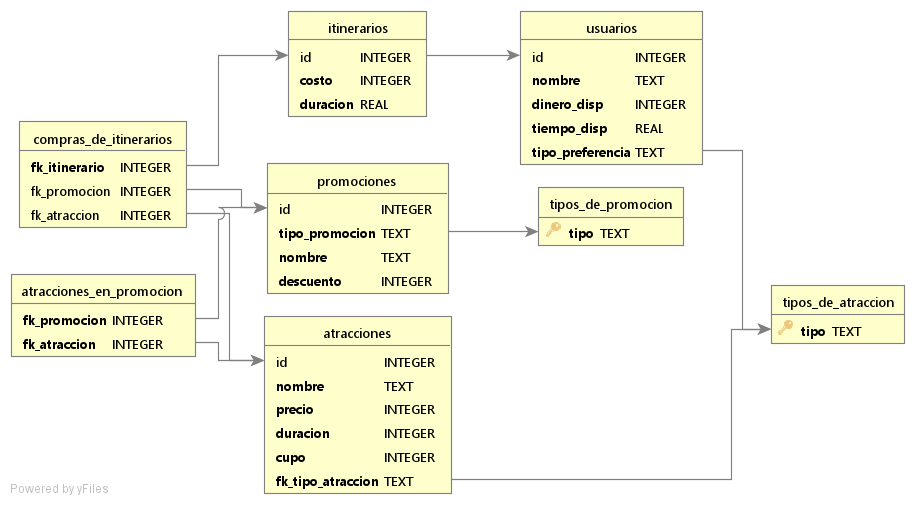 itinerarios
id INTEGER
costo INTEGER
duracion REAL
usuarios
id INTEGER
nombre TEXT
dinero_disp INTEGER
tiempo_disp REAL
tipo_preferencia TEXT
compras_de_itinerarios
fk_itinerario INTEGER
fk_promocion INTEGER
fk_atraccion INTEGER
promociones
id INTEGER
tipo_promocion TEXT
nombre TEXT
descuento INTEGER
tipos_de_promocion
tipo TEXT
atracciones_en_promocion
fk_promocion INTEGER
fk_atraccion INTEGER
tipos_de_atraccion
tipo TEXT
atracciones
id INTEGER
nombre TEXT
precio INTEGER
duracion INTEGER
cupo INTEGER
fk_tipo_atraccion TEXT
Powered by yFiles